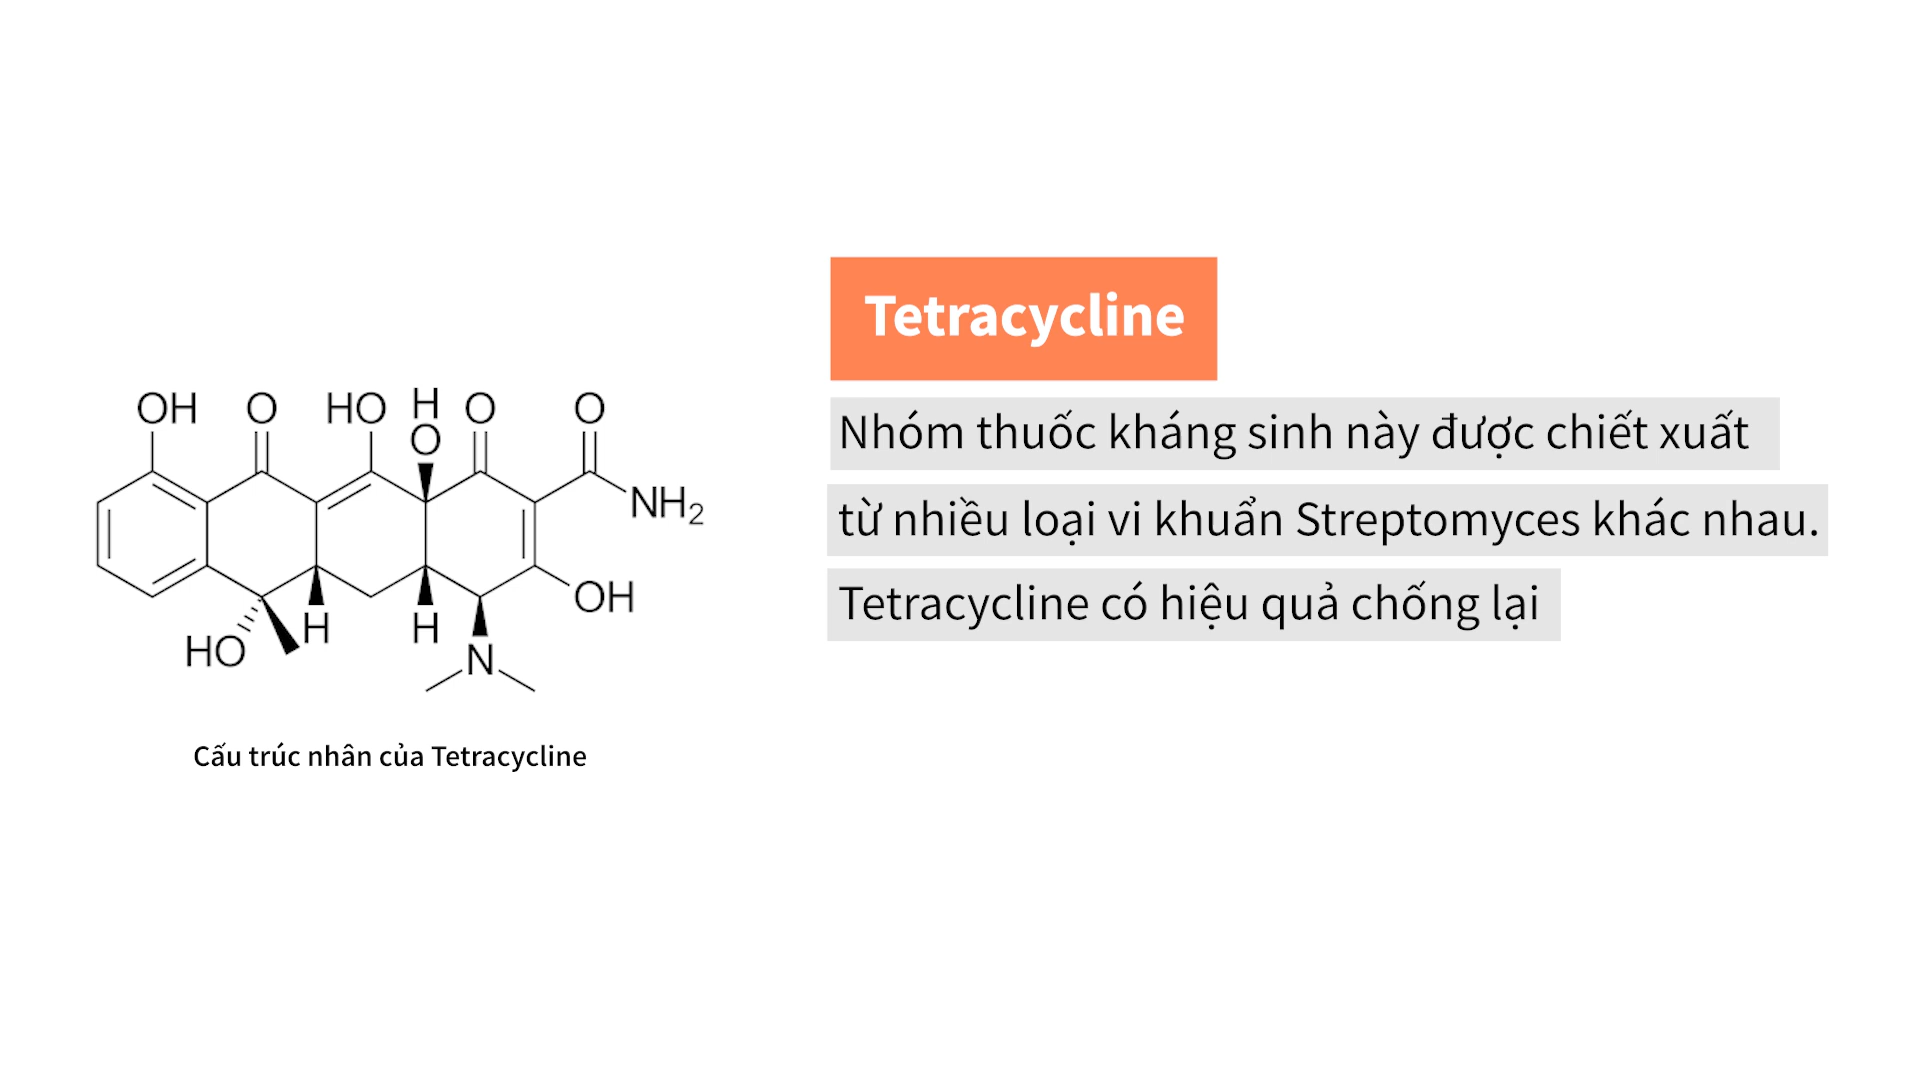 Tetracycline
Nhóm thuốc kháng sinh này được chiết xuất
từ nhiều loại vi khuẩn Streptomyces khác nhau.
Tetracycline có hiệu quả chống lại
OH O HO H O O O
NH₂
OH
HO H H N
Cấu trúc nhân của Tetracycline